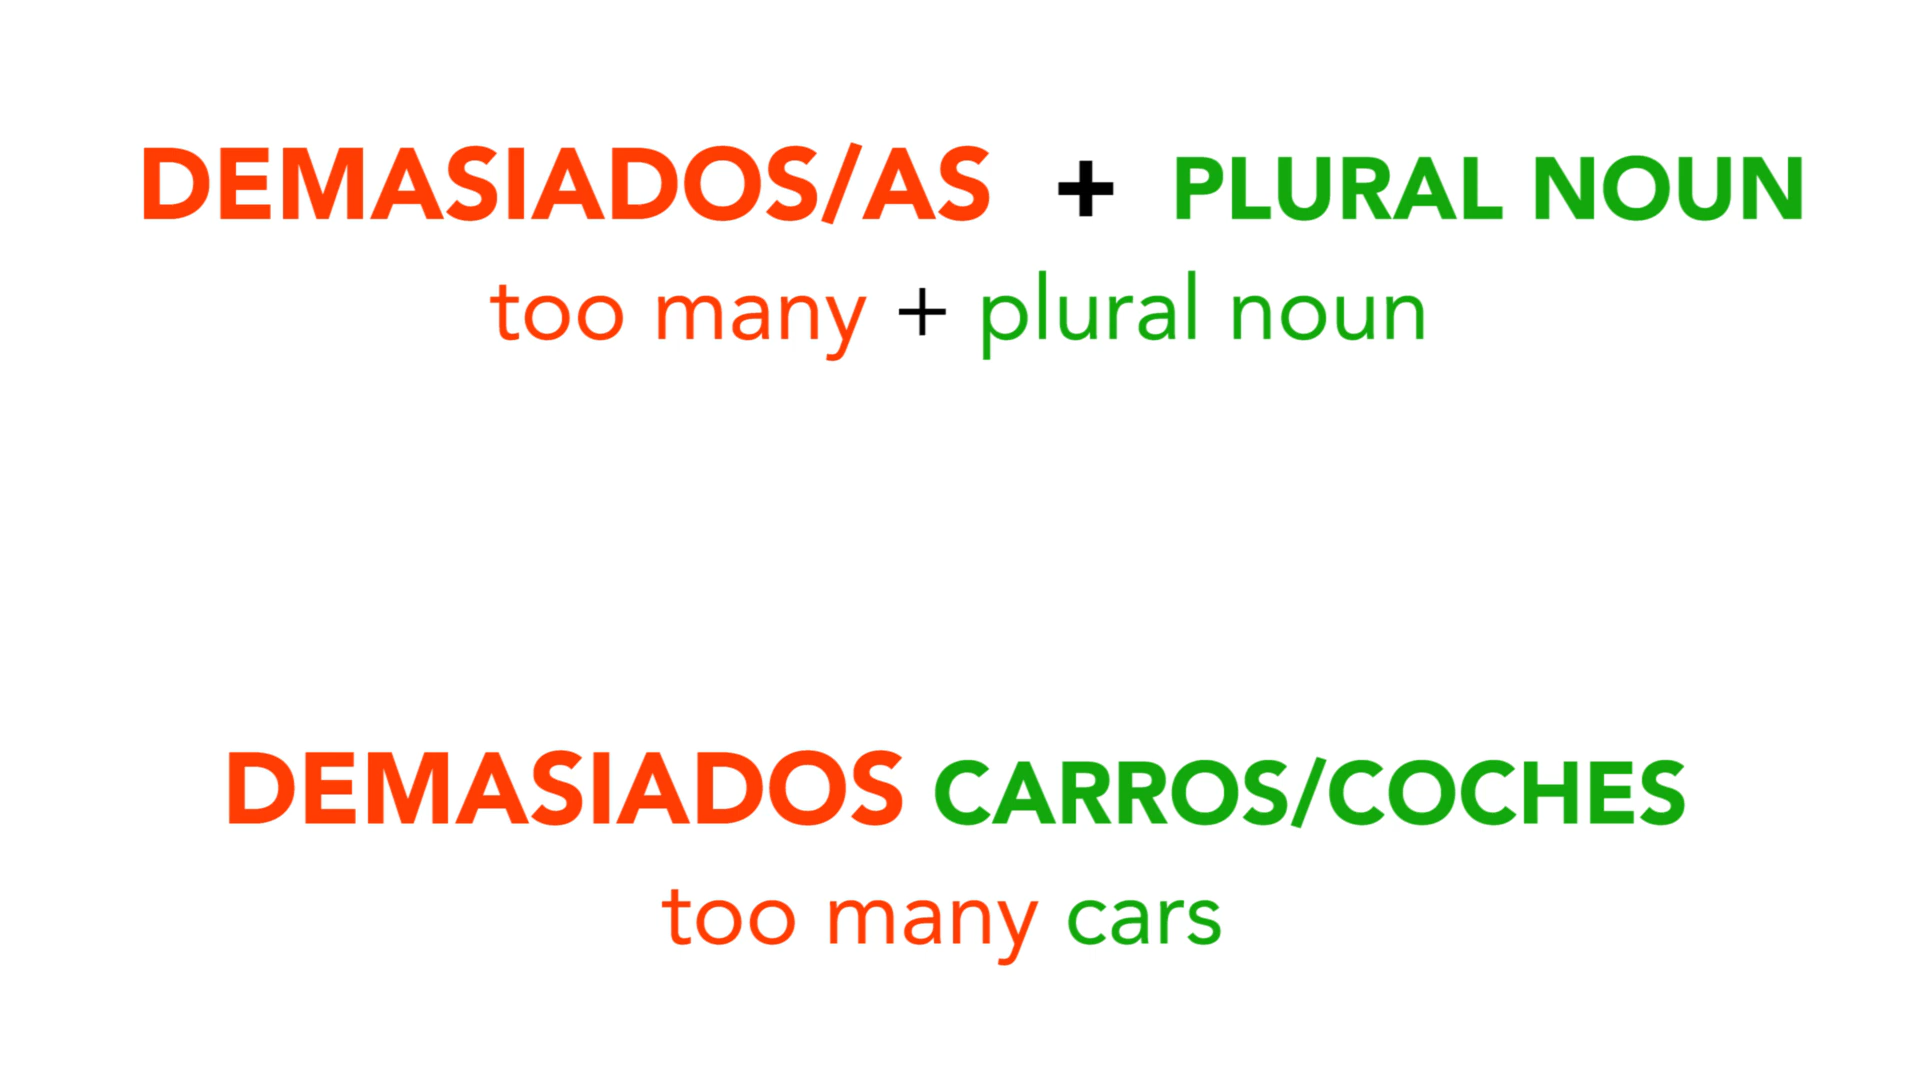 DEMASIADOS/AS + PLURAL NOUN
too many + plural noun
DEMASIADOS CARROS/COCHES
too many cars